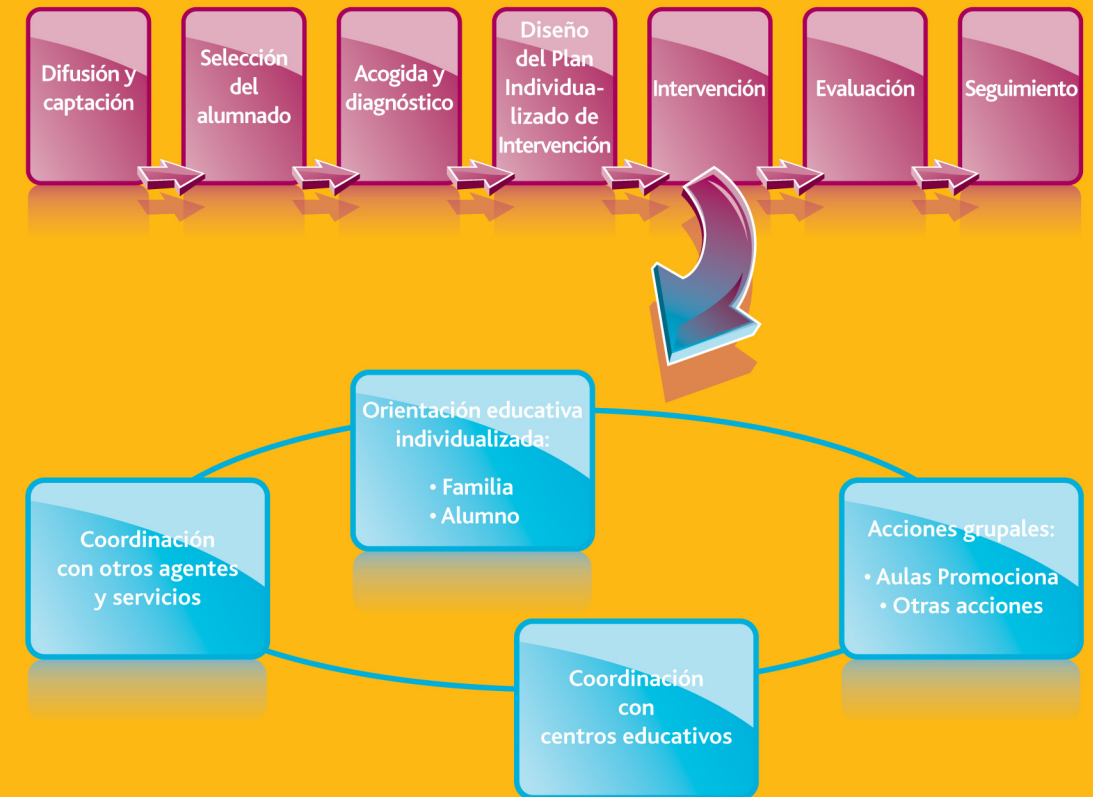 Difusión y
captación
Selección
del
alumnado
Acogida y
diagnóstico
Diseño
del Plan
Individua-
lizado de
Intervención
Intervención
Evaluación
Seguimiento
Orientación educativa
individualizada:
• Familia
• Alumno
Coordinación
con otros agentes
y servicios
Acciones grupales:
• Aulas Promociona
• Otras acciones
Coordinación
con
centros educativos